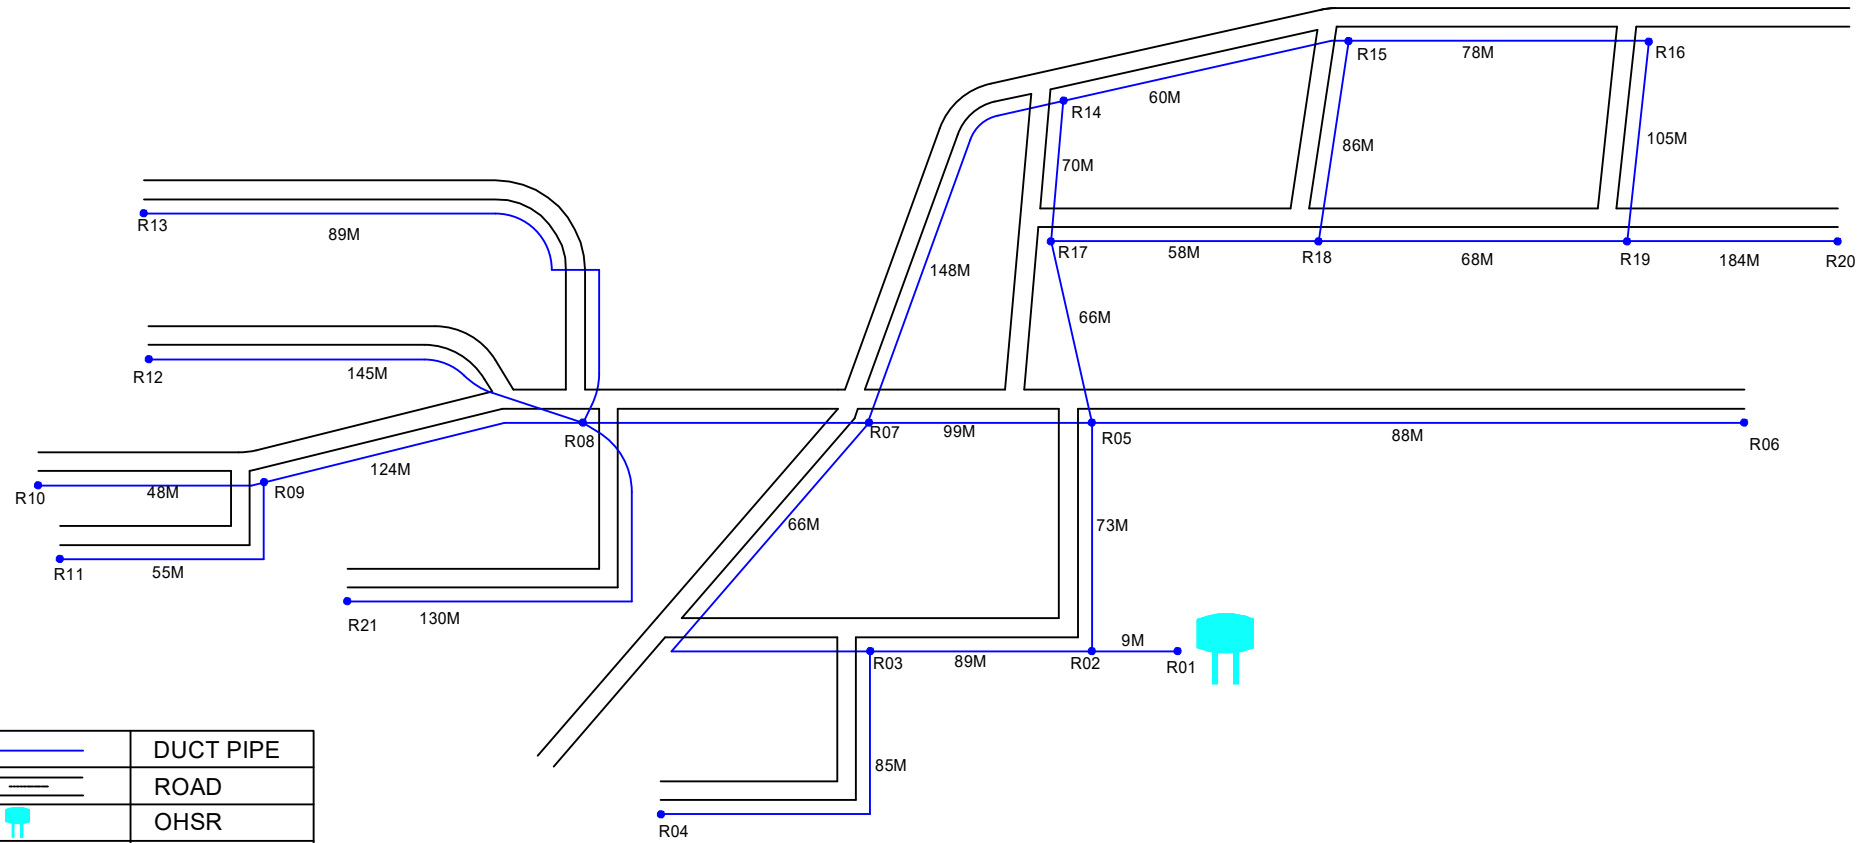 R15
78M
R16
60M
R14
86M
105M
70M
R13
89M
R17
58M
R18
68M
R19
184M
R20
148M
66M
R12
145M
R08
R07
99M
R05
88M
R06
124M
R10
48M
R09
66M
73M
R11
55M
R21
130M
9M
R03
89M
R02
R01
DUCT PIPE
85M
ROAD
OHSR
R04